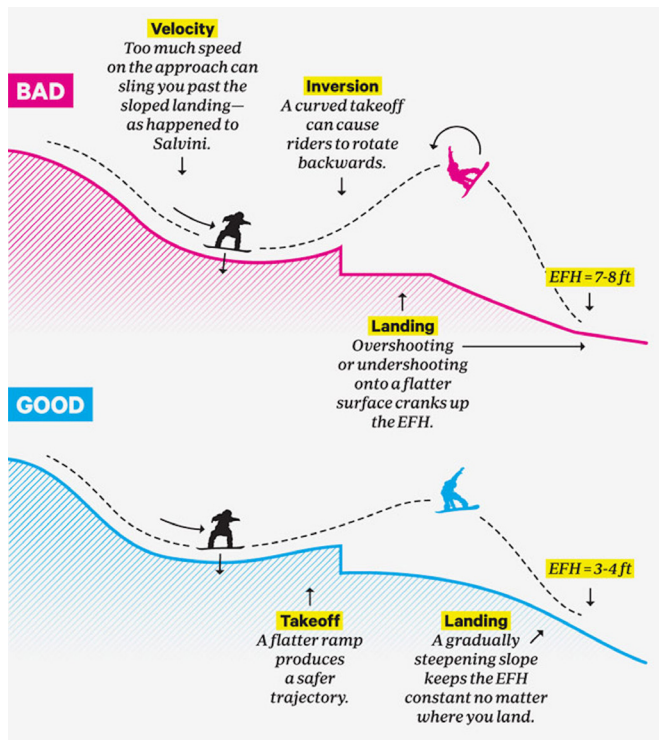 BAD
Velocity
Too much speed
on the approach can
sling you past the
sloped landing—
as happened to
Salvini.
Inversion
A curved takeoff
can cause
riders to rotate
backwards.
EFH=7-8 ft
Landing
Overshooting
or undershooting
onto a flatter
surface cranks up
the EFH.
GOOD
EFH=3-4 ft
Takeoff
A flatter ramp
produces
a safer
trajectory.
Landing
A gradually
steepening slope
keeps the EFH
constant no matter
where you land.